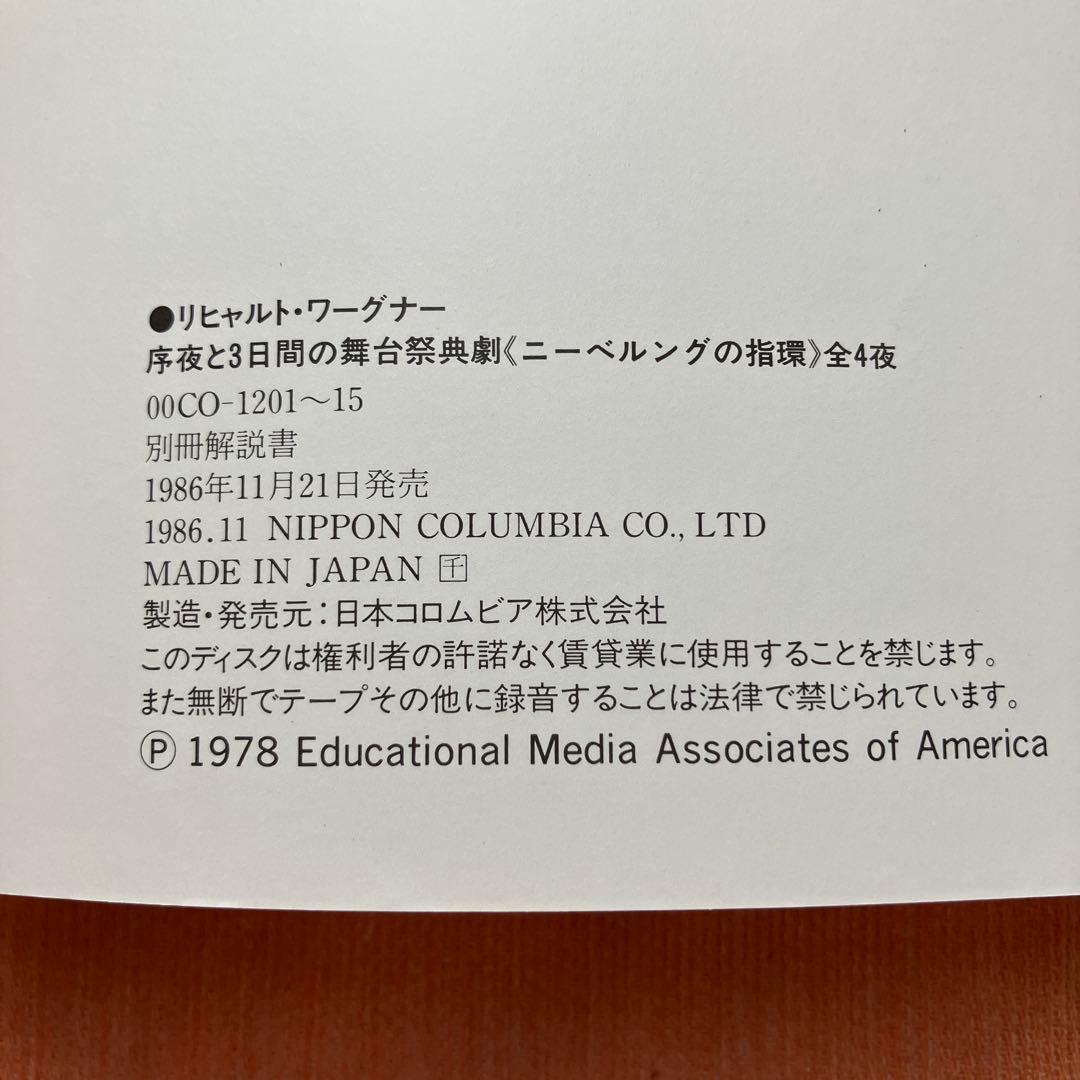 ●リヒャルト・ワーグナー
序夜と3日間の舞台祭典劇《ニーベルングの指環》全4夜
00CO-1201〜15
別冊解説書
1986年11月21日発売
1986.11 NIPPON COLUMBIA CO., LTD
MADE IN JAPAN 千
製造・発売元：日本コロムビア株式会社
このディスクは権利者の許諾なく賃貸業に使用することを禁じます。
また無断でテープその他に録音することは法律で禁じられています。
Ⓟ 1978 Educational Media Associates of America